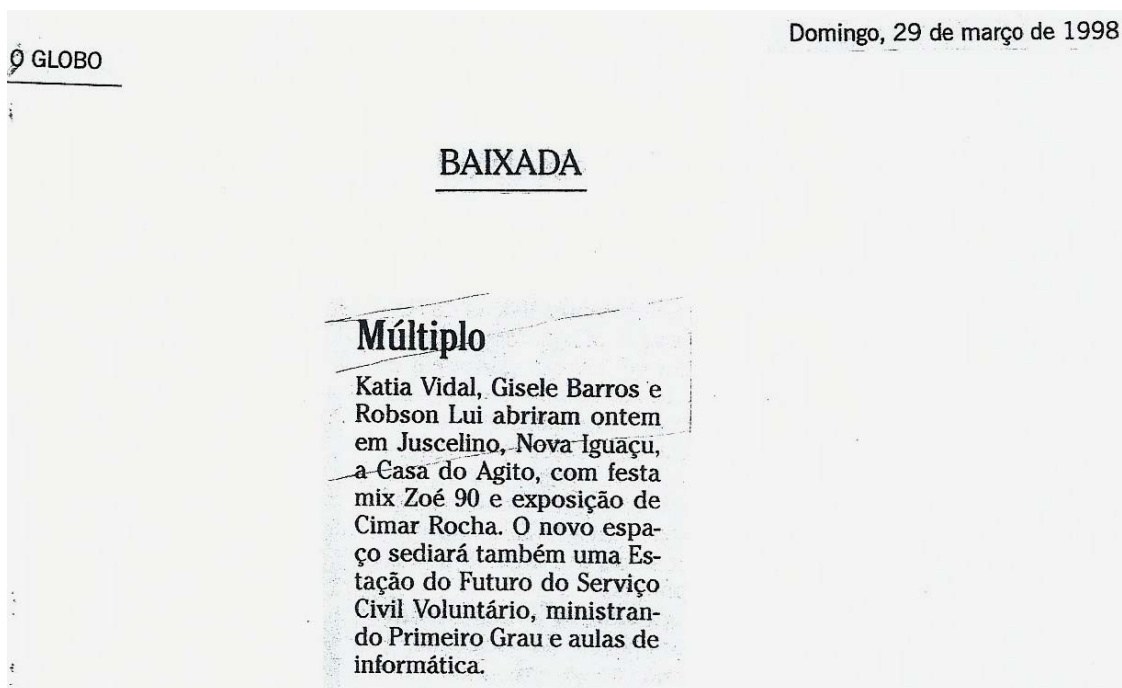 Domingo, 29 de março de 1998
O GLOBO
BAIXADA
Múltiplo
Katia Vidal, Gisele Barros e
Robson Lui abriram ontem
em Juscelino, Nova Iguaçu,
a Casa do Agito, com festa
mix Zoé 90 e exposição de
Cimar Rocha. O novo espa-
ço sediará também uma Es-
tação do Futuro do Serviço
Civil Voluntário, ministran-
do Primeiro Grau e aulas de
informática.